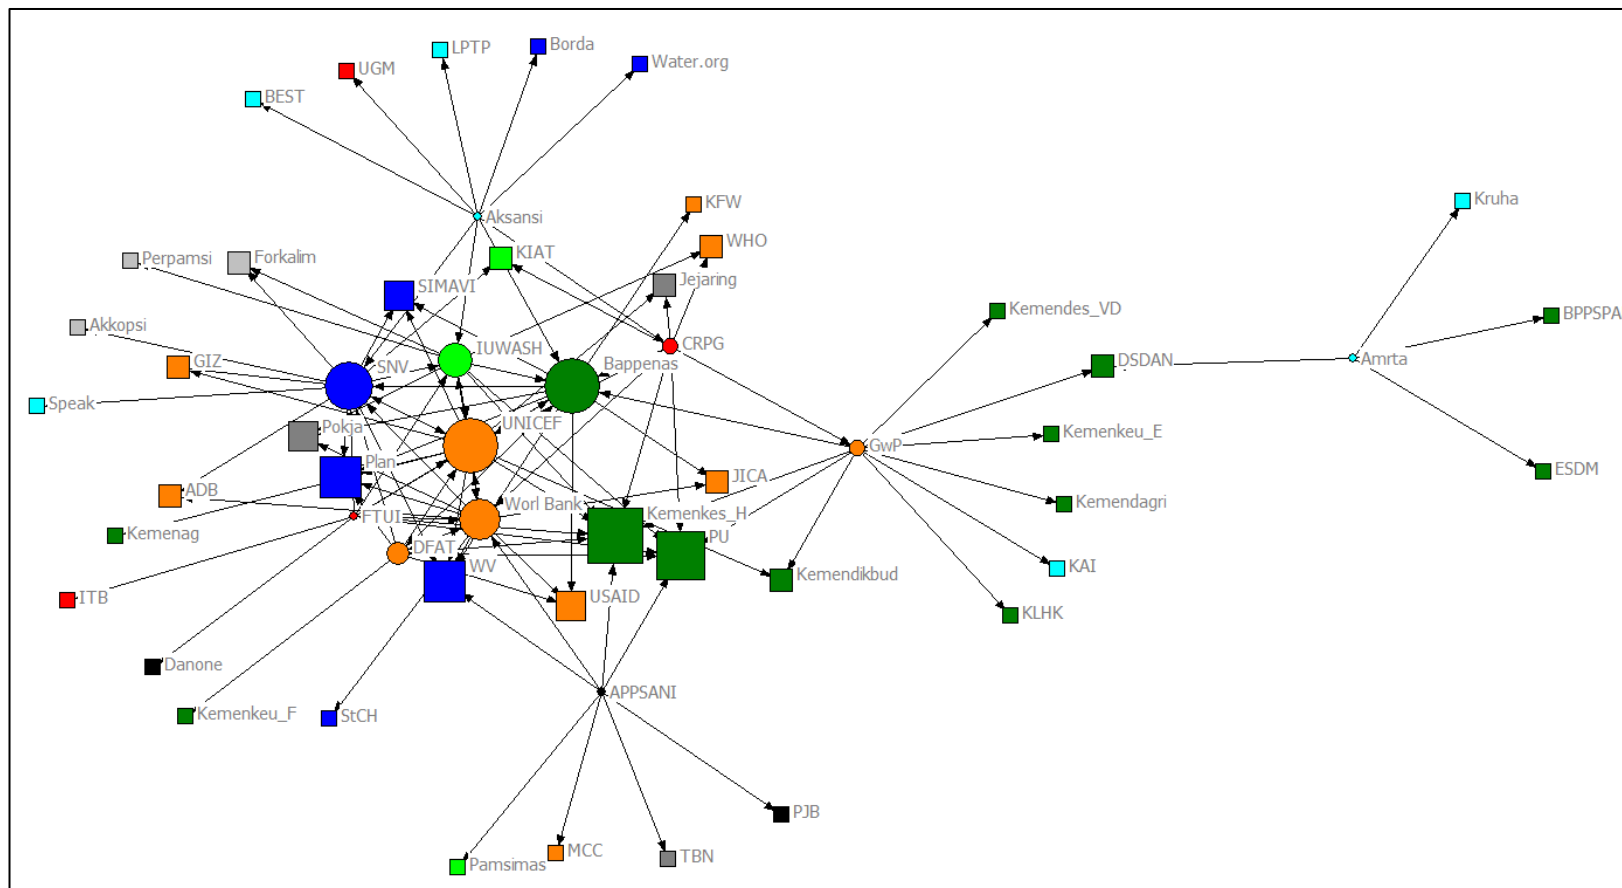 LPTP
Borda
UGM
Water.org
BEST
Kruha
KFW
Aksansi
WHO
KIAT
Perpamsi
Forkalim
Jejaring
SIMAVI
Kemendes_VD
BPPSPA
Akkopsi
IUWASH
CRPG
GIZ
SNV
Bappenas
DSDAN
Amrta
Speak
Pokja
UNICEF
Kemenkeu_E
GwP
Plan
JICA
ESDM
ADB
Worl Bank
Kemendagri
FTUI
Kemenkes_H
Kemenag
PU
DFAT
WV
Kemendikbud
KAI
ITB
USAID
KLHK
Danone
APPSANI
Kemenkeu_F
StCH
PJB
MCC
TBN
Pamsimas